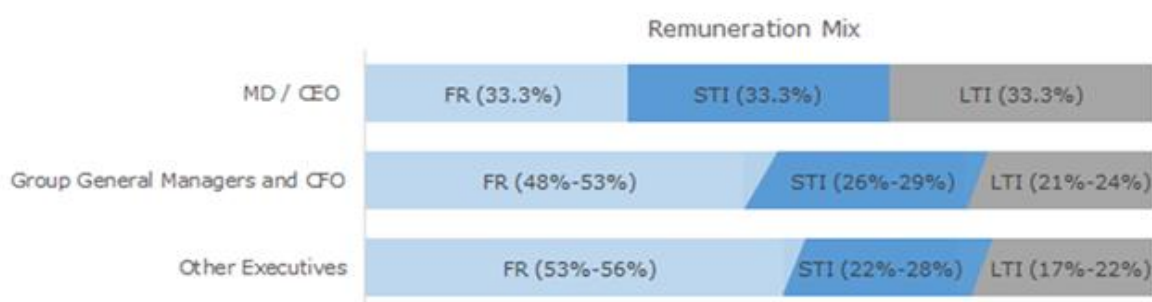 Remuneration Mix
MD / CEO FR (33.3%) STI (33.3%) LTI (33.3%)
Group General Managers and CFO FR (48%-53%) STI (26%-29%) LTI (21%-24%)
Other Executives FR (53%-56%) STI (22%-28%) LTI (17%-22%)